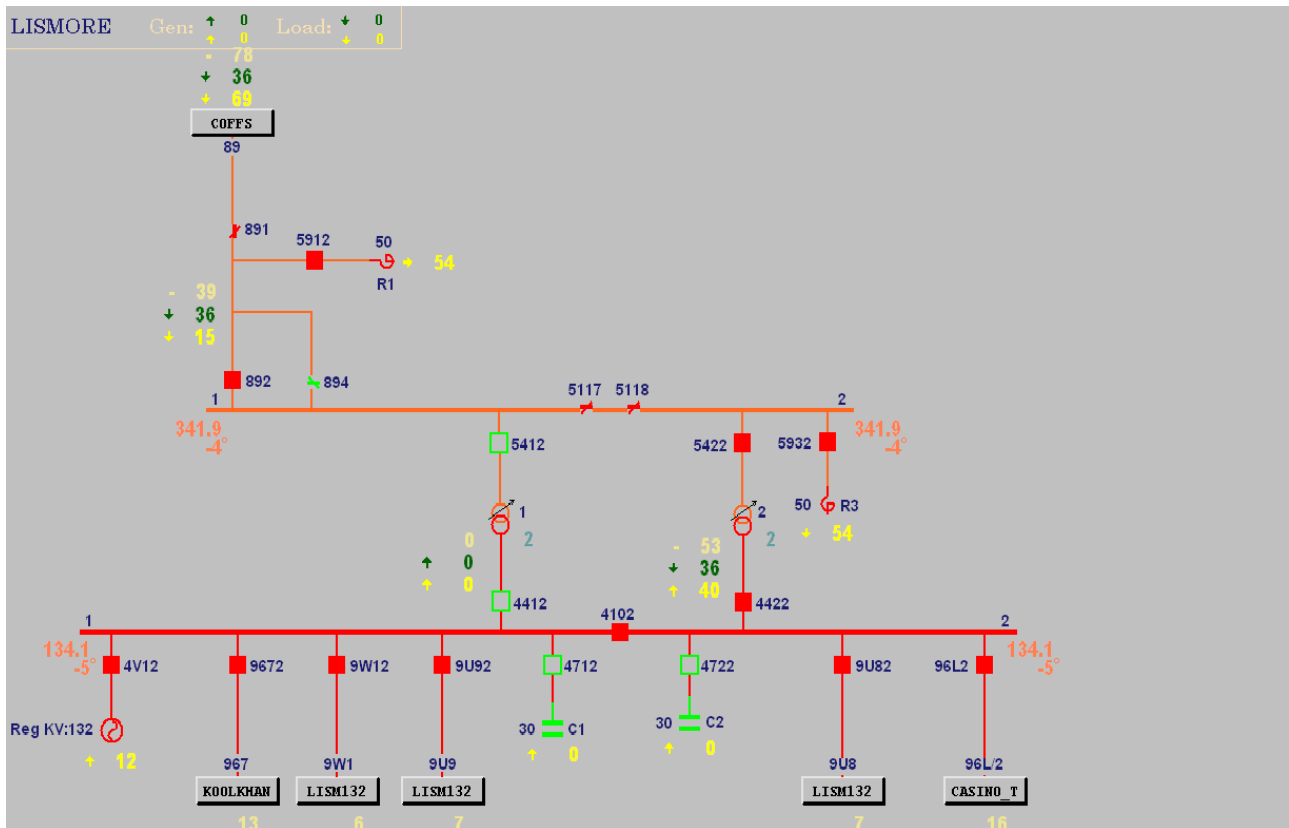 LISMORE Gen: 0 Load: 0
0 0
- 78
36
69
COFFS
89
891
5912 50
54
R1
- 39
36
15
892 894
1 5117 5118 2
341.9 341.9
-4° -4°
5412 5422 5932
1 2 50 R3
0 2 - 53 2 54
0 36
0 40
4412 4422
4102
1 2
134.1 134.1
-5° -5°
4V12 9672 9W12 9U92 4712 4722 9U82 96L2
Reg KV:132 30 C1 30 C2
12 0 0
967 9W1 9U9 9U8 96L/2
KOOLKHAN LISM132 LISM132 LISM132 CASINO_T
13 6 7 7 16